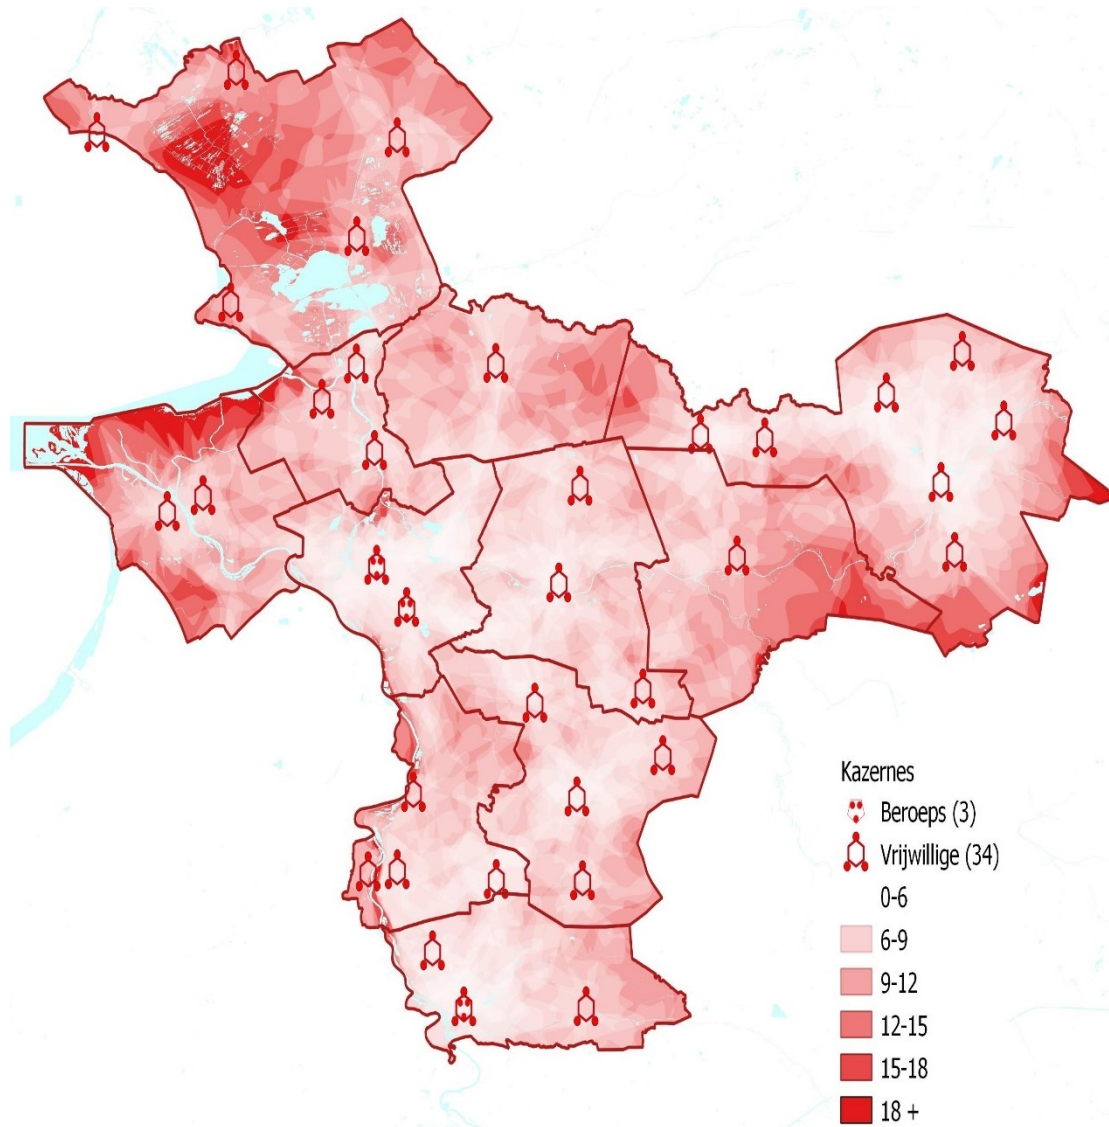 Kazernes
Beroeps (3)
Vrijwillige (34)
0-6
6-9
9-12
12-15
15-18
18 +